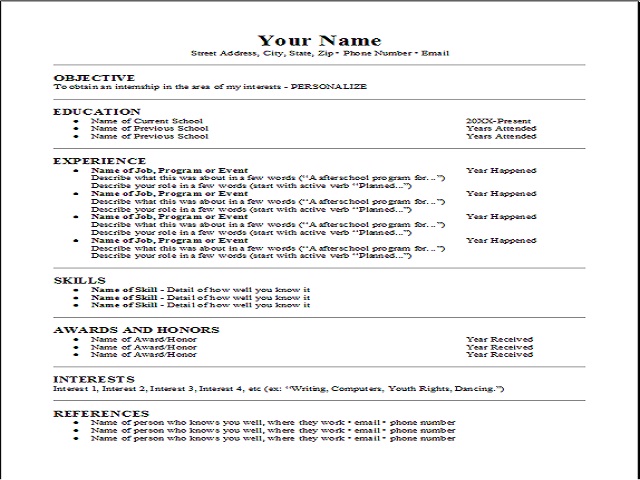 Your Name
Street Address, City, State, Zip • Phone Number • Email
OBJECTIVE
To obtain an internship in the area of my interests - PERSONALIZE
EDUCATION
• Name of Current School 20XX-Present
• Name of Previous School Years Attended
• Name of Previous School Years Attended
EXPERIENCE
• Name of Job, Program or Event Year Happened
Describe what this was about in a few words (“A afterschool program for...”)
Describe your role in a few words (start with active verb “Planned...”)
• Name of Job, Program or Event Year Happened
Describe what this was about in a few words (“A afterschool program for...”)
Describe your role in a few words (start with active verb “Planned...”)
• Name of Job, Program or Event Year Happened
Describe what this was about in a few words (“A afterschool program for...”)
Describe your role in a few words (start with active verb “Planned...”)
• Name of Job, Program or Event Year Happened
Describe what this was about in a few words (“A afterschool program for...”)
Describe your role in a few words (start with active verb “Planned...”)
SKILLS
• Name of Skill - Detail of how well you know it
• Name of Skill - Detail of how well you know it
• Name of Skill - Detail of how well you know it
AWARDS AND HONORS
• Name of Award/Honor Year Received
• Name of Award/Honor Year Received
• Name of Award/Honor Year Received
INTERESTS
Interest 1, Interest 2, Interest 3, Interest 4, etc (ex: “Writing, Computers, Youth Rights, Dancing.”)
REFERENCES
• Name of person who knows you well, where they work • email • phone number
• Name of person who knows you well, where they work • email • phone number
• Name of person who knows you well, where they work • email • phone number